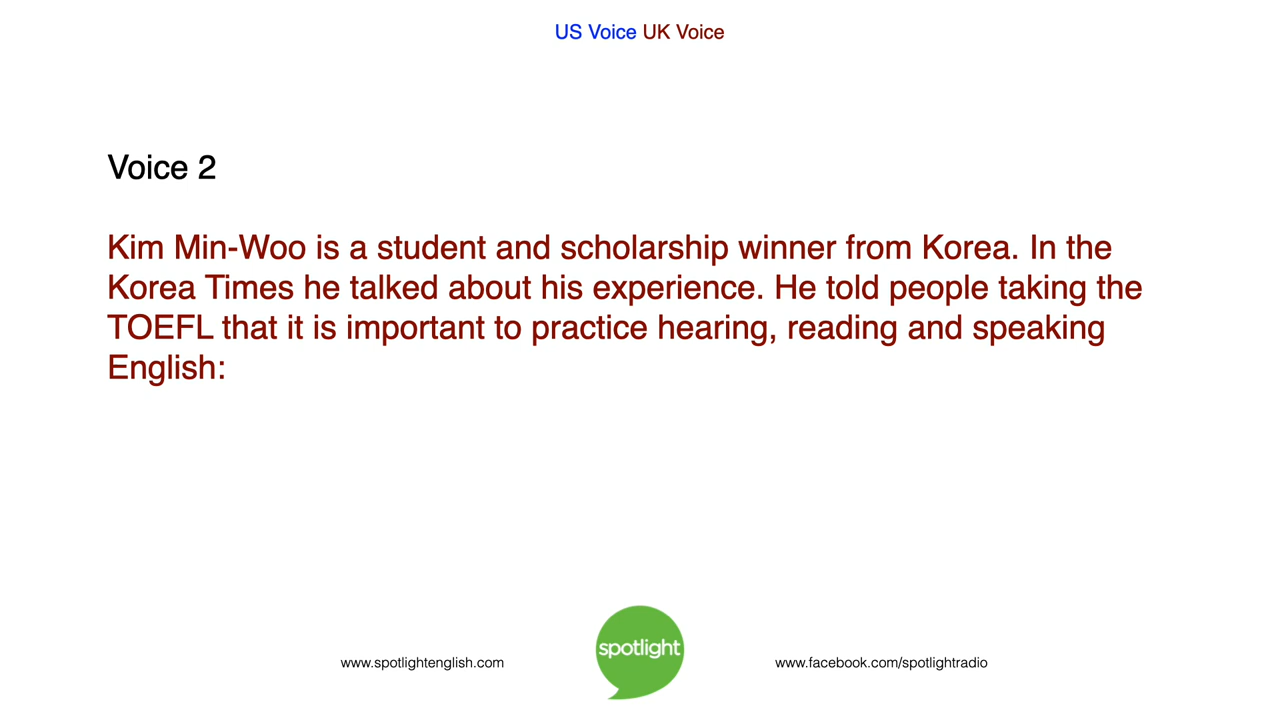 US Voice UK Voice
Voice 2
Kim Min-Woo is a student and scholarship winner from Korea. In the
Korea Times he talked about his experience. He told people taking the
TOEFL that it is important to practice hearing, reading and speaking
English:
spotlight
www.spotlightenglish.com
www.facebook.com/spotlightradio